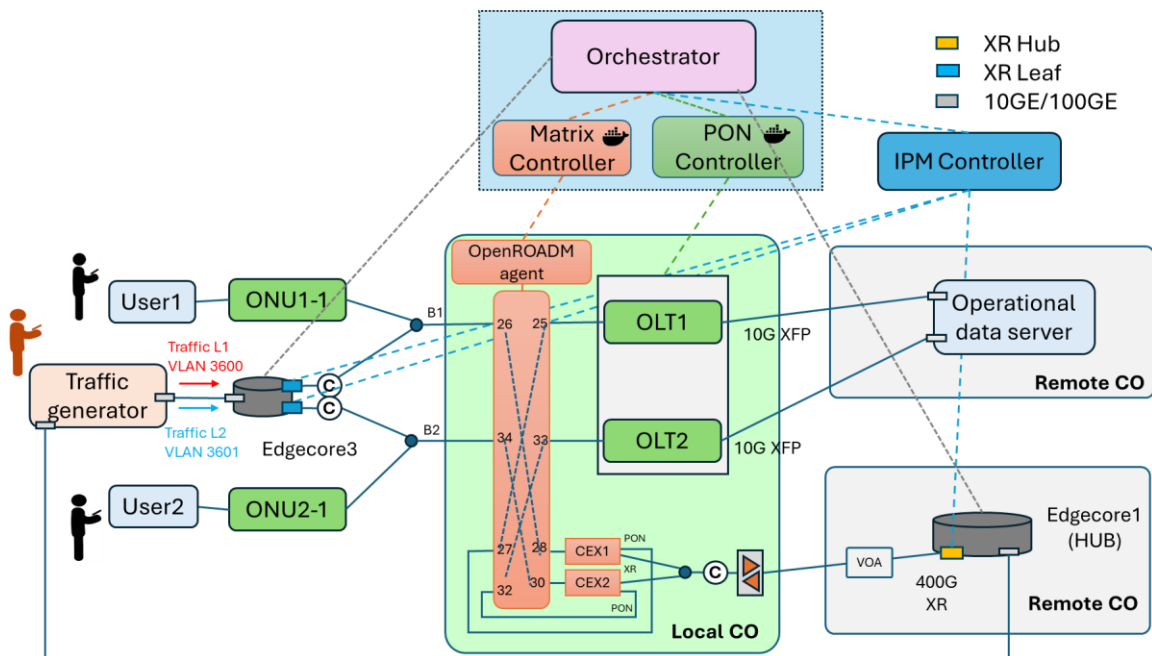 Orchestrator
XR Hub
XR Leaf
10GE/100GE
Matrix
Controller
PON
Controller
IPM Controller
OpenROADM
agent
User1
ONU1-1
B1
26
25
OLT1
10G XFP
Operational
data server
Remote CO
Traffic L1
VLAN 3600
Traffic
generator
C
C
Traffic L2
VLAN 3601
Edgecore3
B2
34
33
OLT2
10G XFP
User2
ONU2-1
27
28
CEX1
PON
XR
32
30
CEX2
PON
C
Local CO
VOA
400G
XR
Edgecore1
(HUB)
Remote CO